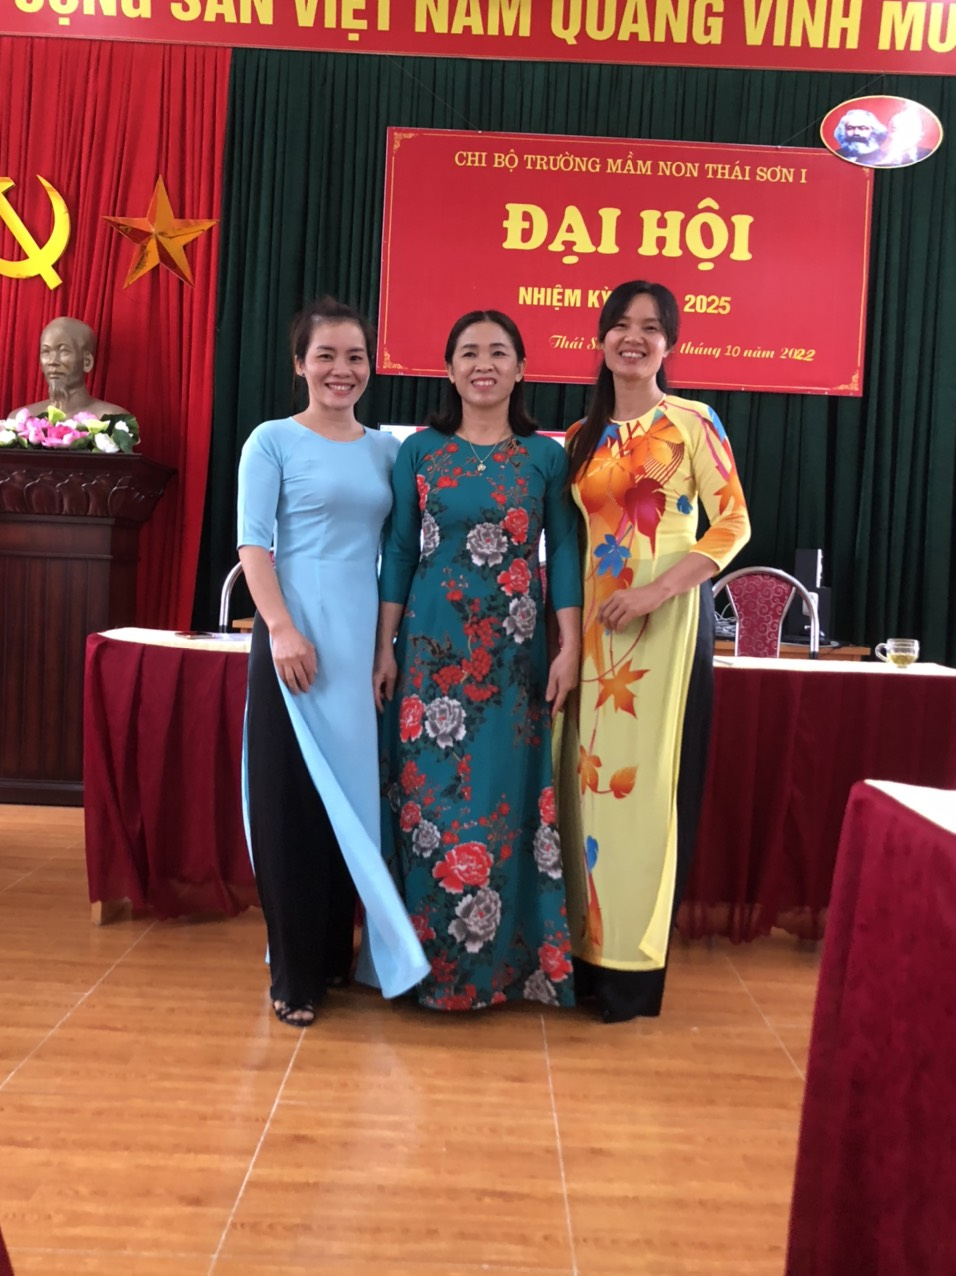 CỘNG SẢN VIỆT NAM QUANG VINH MU
CHI BỘ TRƯỜNG MẦM NON THÁI SƠN I
ĐẠI HỘI
NHIỆM KỲ 2025
Thái tháng 10 năm 2022